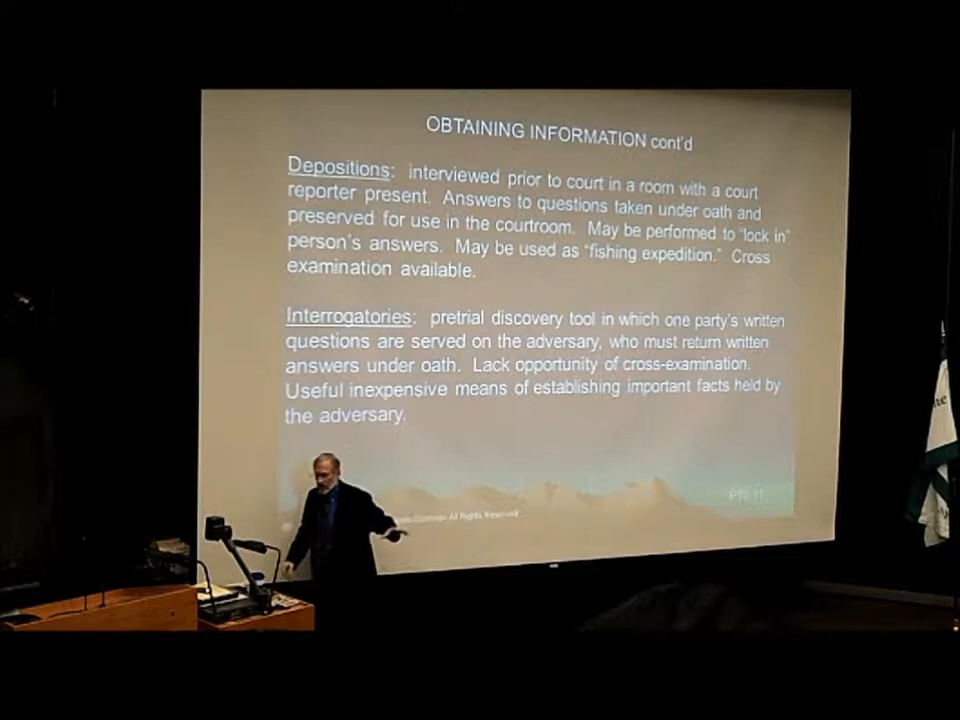 OBTAINING INFORMATION cont'd
Depositions: interviewed prior to court in a room with a court
reporter present. Answers to questions taken under oath and
preserved for use in the courtroom. May be performed to "lock in"
person's answers. May be used as "fishing expedition." Cross
examination available.
Interrogatories: pretrial discovery tool in which one party's written
questions are served on the adversary, who must return written
answers under oath. Lack opportunity of cross-examination.
Useful inexpensive means of establishing important facts held by
the adversary.
All Rights Reserved